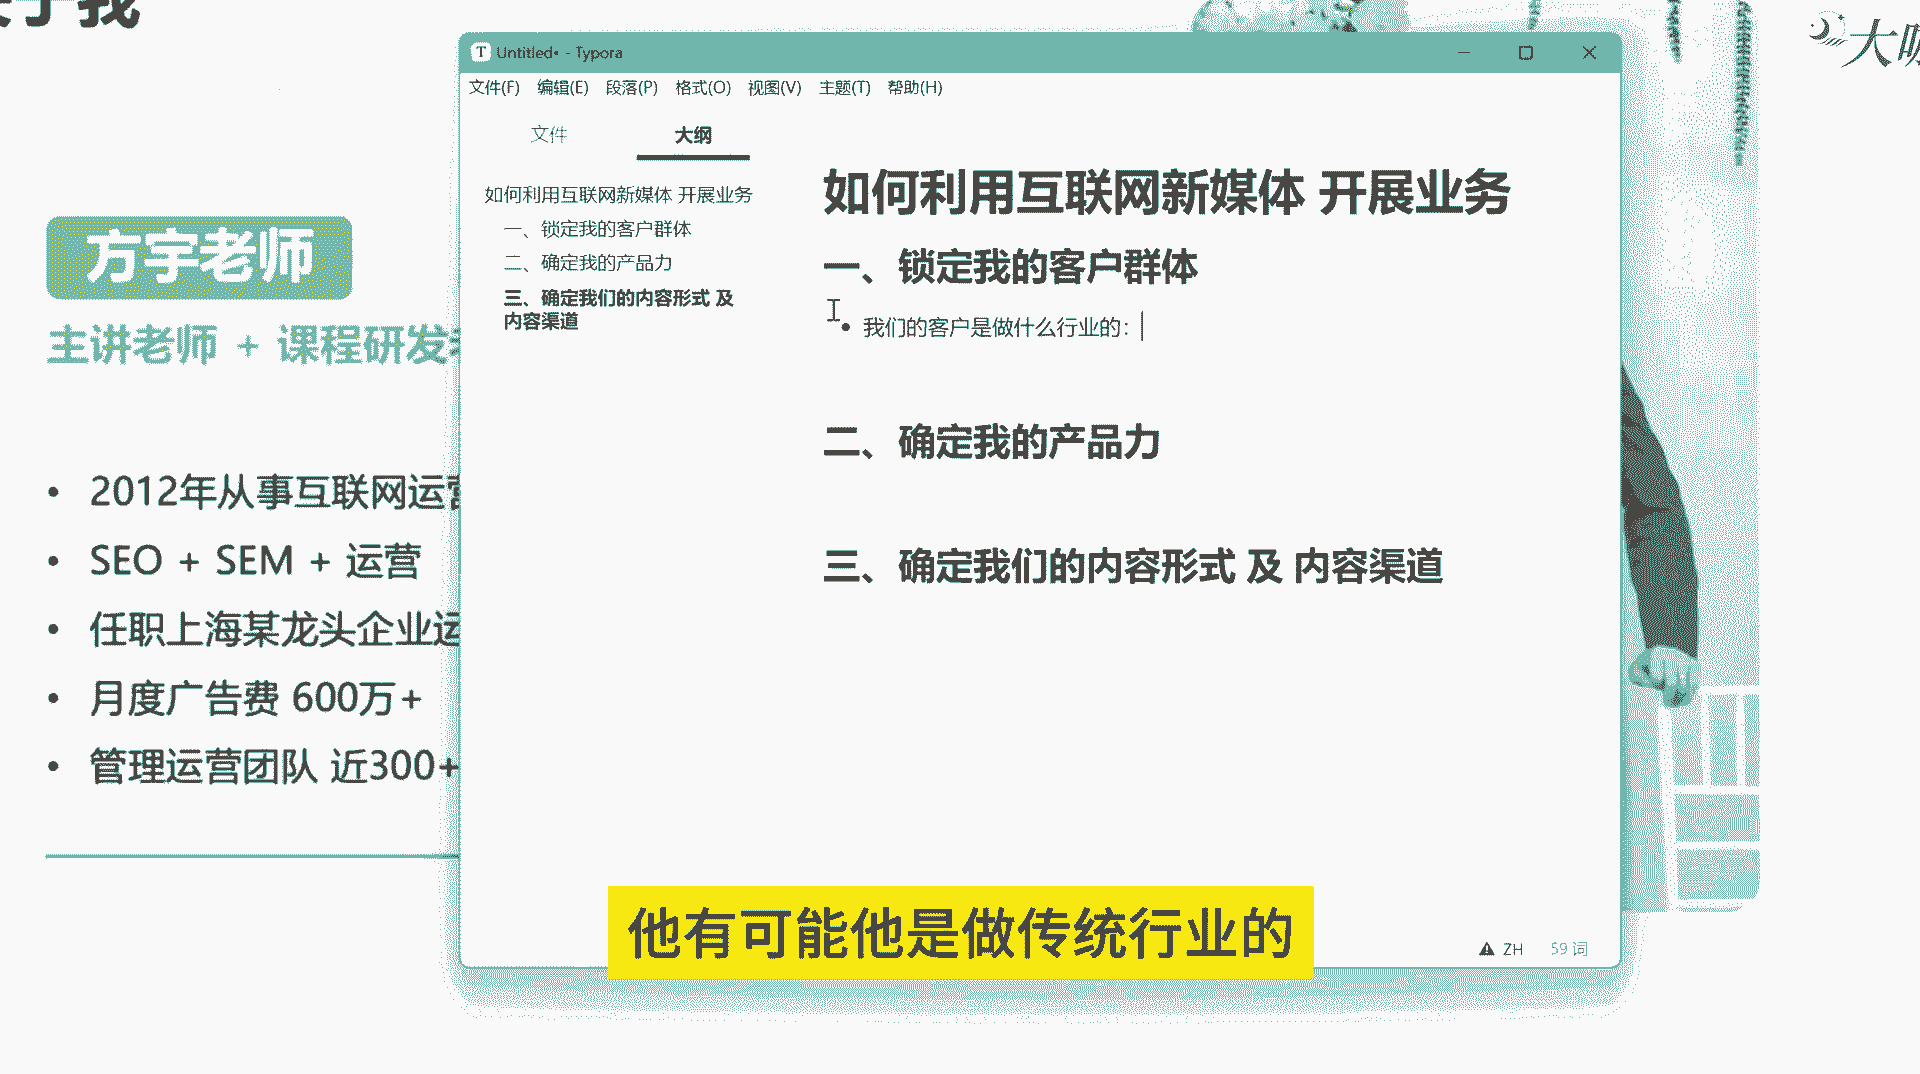 我
大
Untitled• - Typora
文件(F) 编辑(E) 段落(P) 格式(O) 视图(V) 主题(T) 帮助(H)
文件 大纲
如何利用互联网新媒体 开展业务
一、锁定我的客户群体
二、确定我的产品力
三、确定我们的内容形式 及
内容渠道
如何利用互联网新媒体 开展业务
一、锁定我的客户群体
• 我们的客户是做什么行业的：
二、确定我的产品力
三、确定我们的内容形式 及 内容渠道
方宇老师
主讲老师 + 课程研发
• 2012年从事互联网运营
• SEO + SEM + 运营
• 任职上海某龙头企业运
• 月度广告费 600万+
• 管理运营团队 近300+
他有可能他是做传统行业的
ZH 59 词